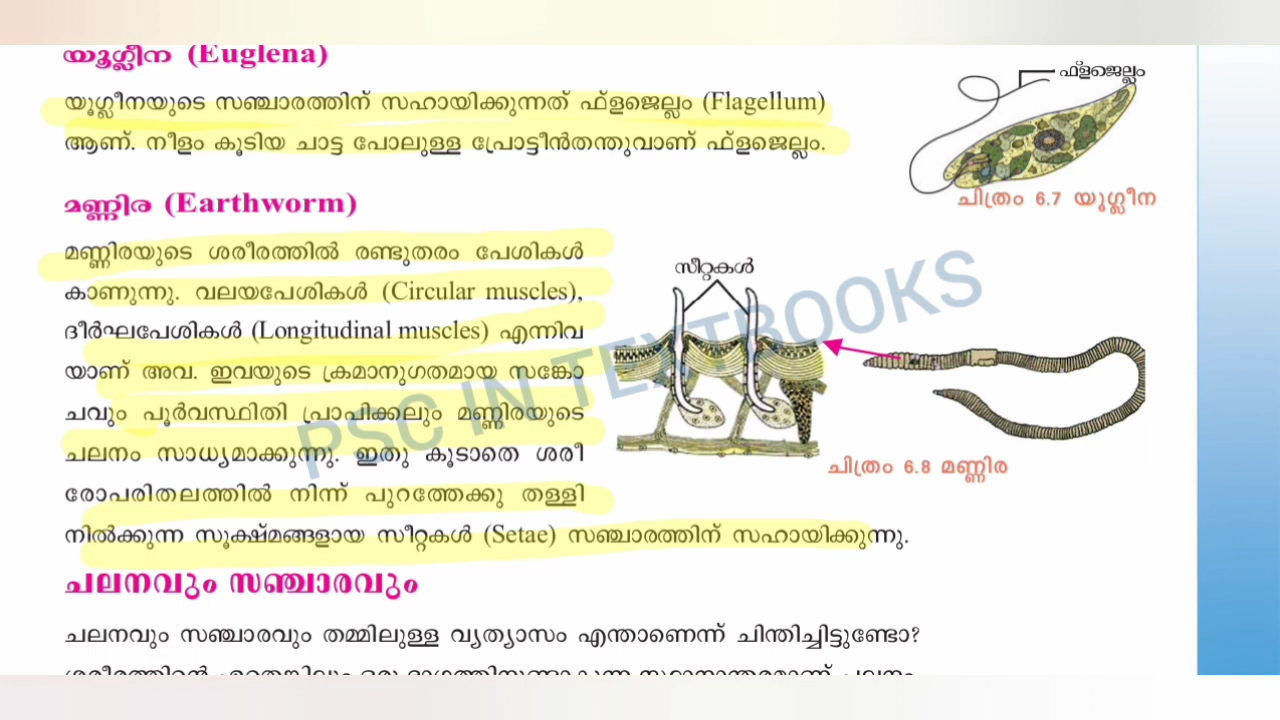 യൂഗ്ലീന (Euglena)
യൂഗ്ലീനയുടെ സഞ്ചാരത്തിന് സഹായിക്കുന്നത് ഫ്ളജെല്ലം (Flagellum)
ആണ്. നീളം കൂടിയ ചാട്ട പോലുള്ള പ്രോട്ടീൻതന്തുവാണ് ഫ്ളജെല്ലം.
ഫ്ളജെല്ലം
ചിത്രം 6.7 യൂഗ്ലീന
മണ്ണിര (Earthworm)
മണ്ണിരയുടെ ശരീരത്തിൽ രണ്ടുതരം പേശികൾ
കാണുന്നു. വലയപേശികൾ (Circular muscles),
ദീർഘപേശികൾ (Longitudinal muscles) എന്നിവ
യാണ് അവ. ഇവയുടെ ക്രമാനുഗതമായ സങ്കോ
ചവും പൂർവസ്ഥിതി പ്രാപിക്കലും മണ്ണിരയുടെ
ചലനം സാധ്യമാക്കുന്നു. ഇതു കൂടാതെ ശരീ
രോപരിതലത്തിൽ നിന്ന് പുറത്തേക്കു തള്ളി
നിൽക്കുന്ന സൂക്ഷ്മങ്ങളായ സീറ്റകൾ (Setae) സഞ്ചാരത്തിന് സഹായിക്കുന്നു.
സീറ്റകൾ
ചിത്രം 6.8 മണ്ണിര
PSC IN TEXTBOOKS
ചലനവും സഞ്ചാരവും
ചലനവും സഞ്ചാരവും തമ്മിലുള്ള വ്യത്യാസം എന്താണെന്ന് ചിന്തിച്ചിട്ടുണ്ടോ?